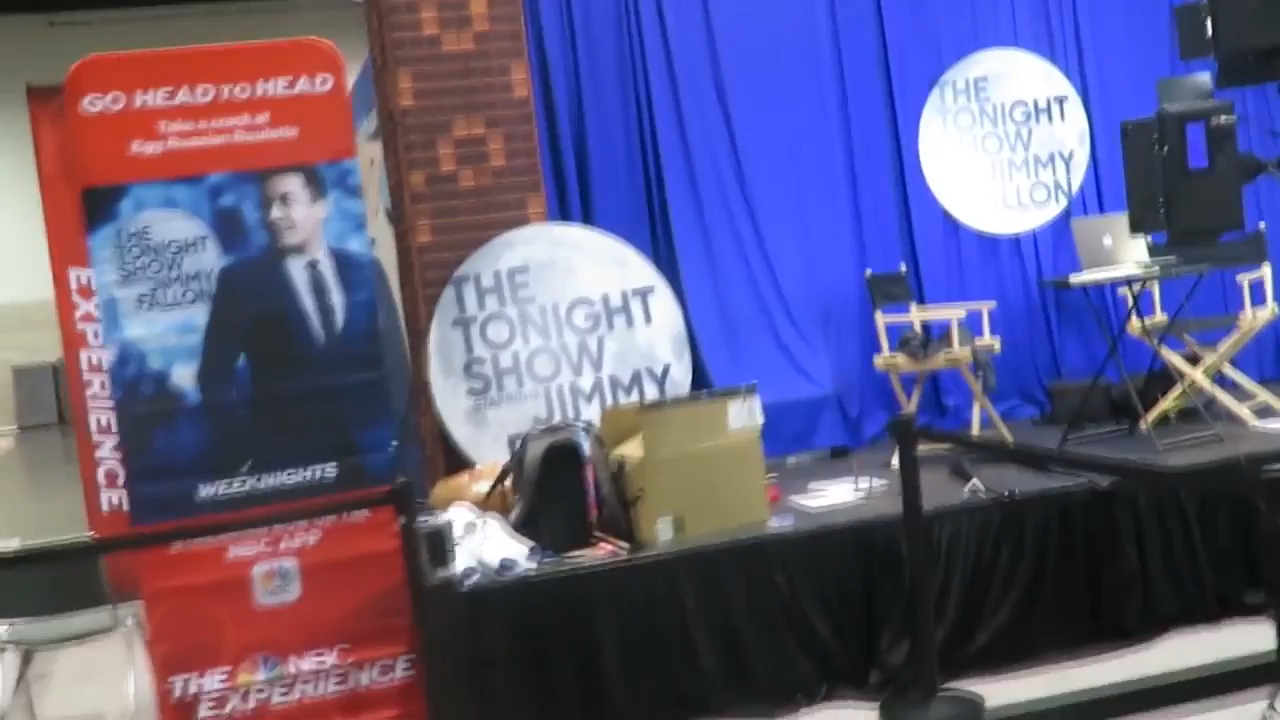 GO HEAD TO HEAD
Take a crack at
Egg Russian Roulette
THE
TONIGHT
SHOW
JIMMY
FALLON
EXPERIENCE
WEEKNIGHTS
NBC APP
THE NBC
EXPERIENCE
THE
TONIGHT
SHOW
STARRING JIMMY
THE
TONIGHT
SHOW
JIMMY
FALLON